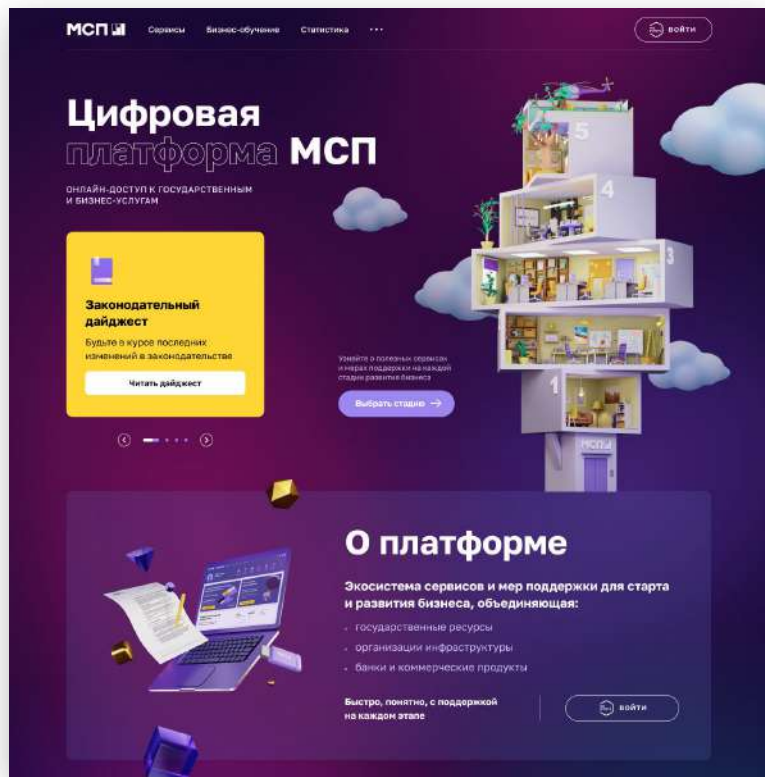 МСП
Сервисы Бизнес-обучение Статистика ...
ВОЙТИ
Цифровая
платформа МСП
ОНЛАЙН-ДОСТУП К ГОСУДАРСТВЕННЫМ
И БИЗНЕС-УСЛУГАМ
Законодательный
дайджест
Будьте в курсе последних
изменений в законодательстве
Читать дайджест
Узнайте о полезных сервисах
и мерах поддержки на каждой
стадии развития бизнеса
Выбрать стадию →
5
4
3
1
МСП
О платформе
Экосистема сервисов и мер поддержки для старта
и развития бизнеса, объединяющая:
• государственные ресурсы
• организации инфраструктуры
• банки и коммерческие продукты
Быстро, понятно, с поддержкой
на каждом этапе
ВОЙТИ